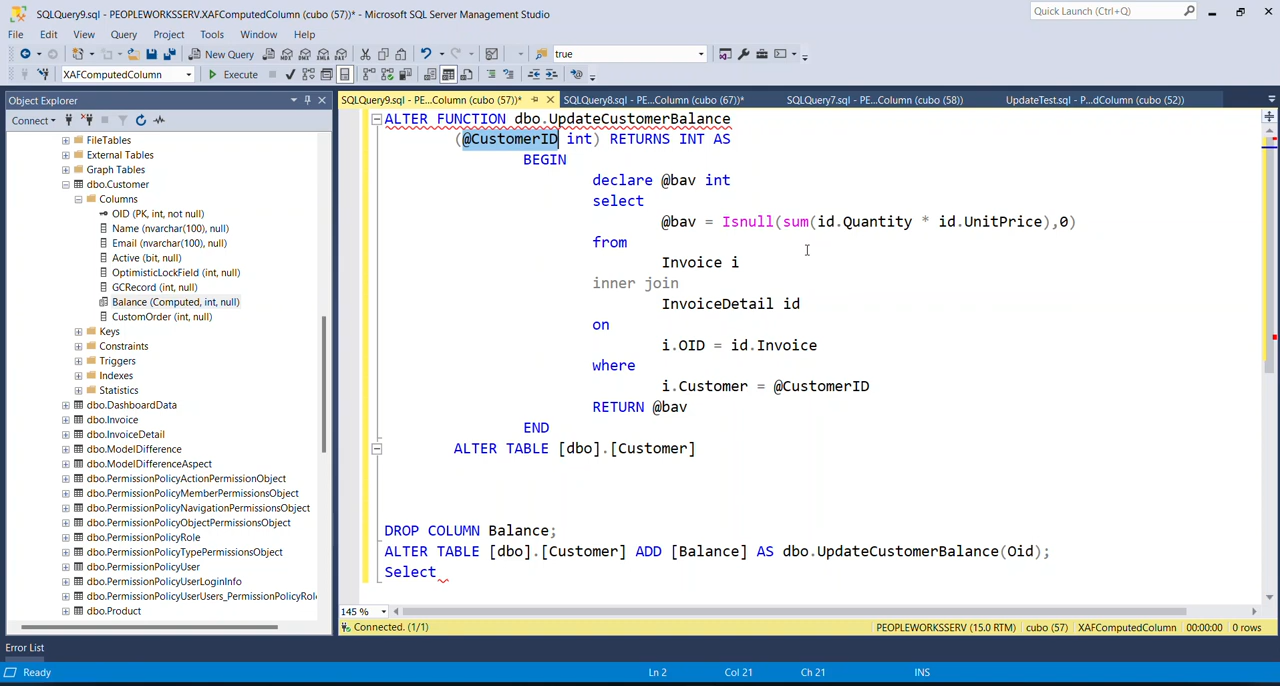 SQLQuery9.sql - PEOPLEWORKSSERV.XAFComputedColumn (cubo (57))* - Microsoft SQL Server Management Studio
Quick Launch (Ctrl+Q)
File Edit View Query Project Tools Window Help
New Query
MDX DMX XMLA DAX
true
XAFComputedColumn
Execute
Object Explorer
SQLQuery9.sql - PE...Column (cubo (57))*
SQLQuery8.sql - PE...Column (cubo (67))*
SQLQuery7.sql - PE...Column (cubo (58))
UpdateTest.sql - P...dColumn (cubo (52))
Connect
FileTables
External Tables
Graph Tables
dbo.Customer
Columns
OID (PK, int, not null)
Name (nvarchar(100), null)
Email (nvarchar(100), null)
Active (bit, null)
OptimisticLockField (int, null)
GCRecord (int, null)
Balance (Computed, int, null)
CustomOrder (int, null)
Keys
Constraints
Triggers
Indexes
Statistics
dbo.DashboardData
dbo.Invoice
dbo.InvoiceDetail
dbo.ModelDifference
dbo.ModelDifferenceAspect
dbo.PermissionPolicyActionPermissionObject
dbo.PermissionPolicyMemberPermissionsObject
dbo.PermissionPolicyNavigationPermissionObject
dbo.PermissionPolicyObjectPermissionsObject
dbo.PermissionPolicyRole
dbo.PermissionPolicyTypePermissionsObject
dbo.PermissionPolicyUser
dbo.PermissionPolicyUserLoginInfo
dbo.PermissionPolicyUserUsers_PermissionPolicyRole
dbo.Product
ALTER FUNCTION dbo.UpdateCustomerBalance
(@CustomerID int) RETURNS INT AS
BEGIN
declare @bav int
select
@bav = Isnull(sum(id.Quantity * id.UnitPrice),0)
from
Invoice i
inner join
InvoiceDetail id
on
i.OID = id.Invoice
where
i.Customer = @CustomerID
RETURN @bav
END
ALTER TABLE [dbo].[Customer]
DROP COLUMN Balance;
ALTER TABLE [dbo].[Customer] ADD [Balance] AS dbo.UpdateCustomerBalance(Oid);
Select
145 %
Connected. (1/1)
PEOPLEWORKSSERV (15.0 RTM)
cubo (57)
XAFComputedColumn
00:00:00
0 rows
Error List
Ready
Ln 2
Col 21
Ch 21
INS